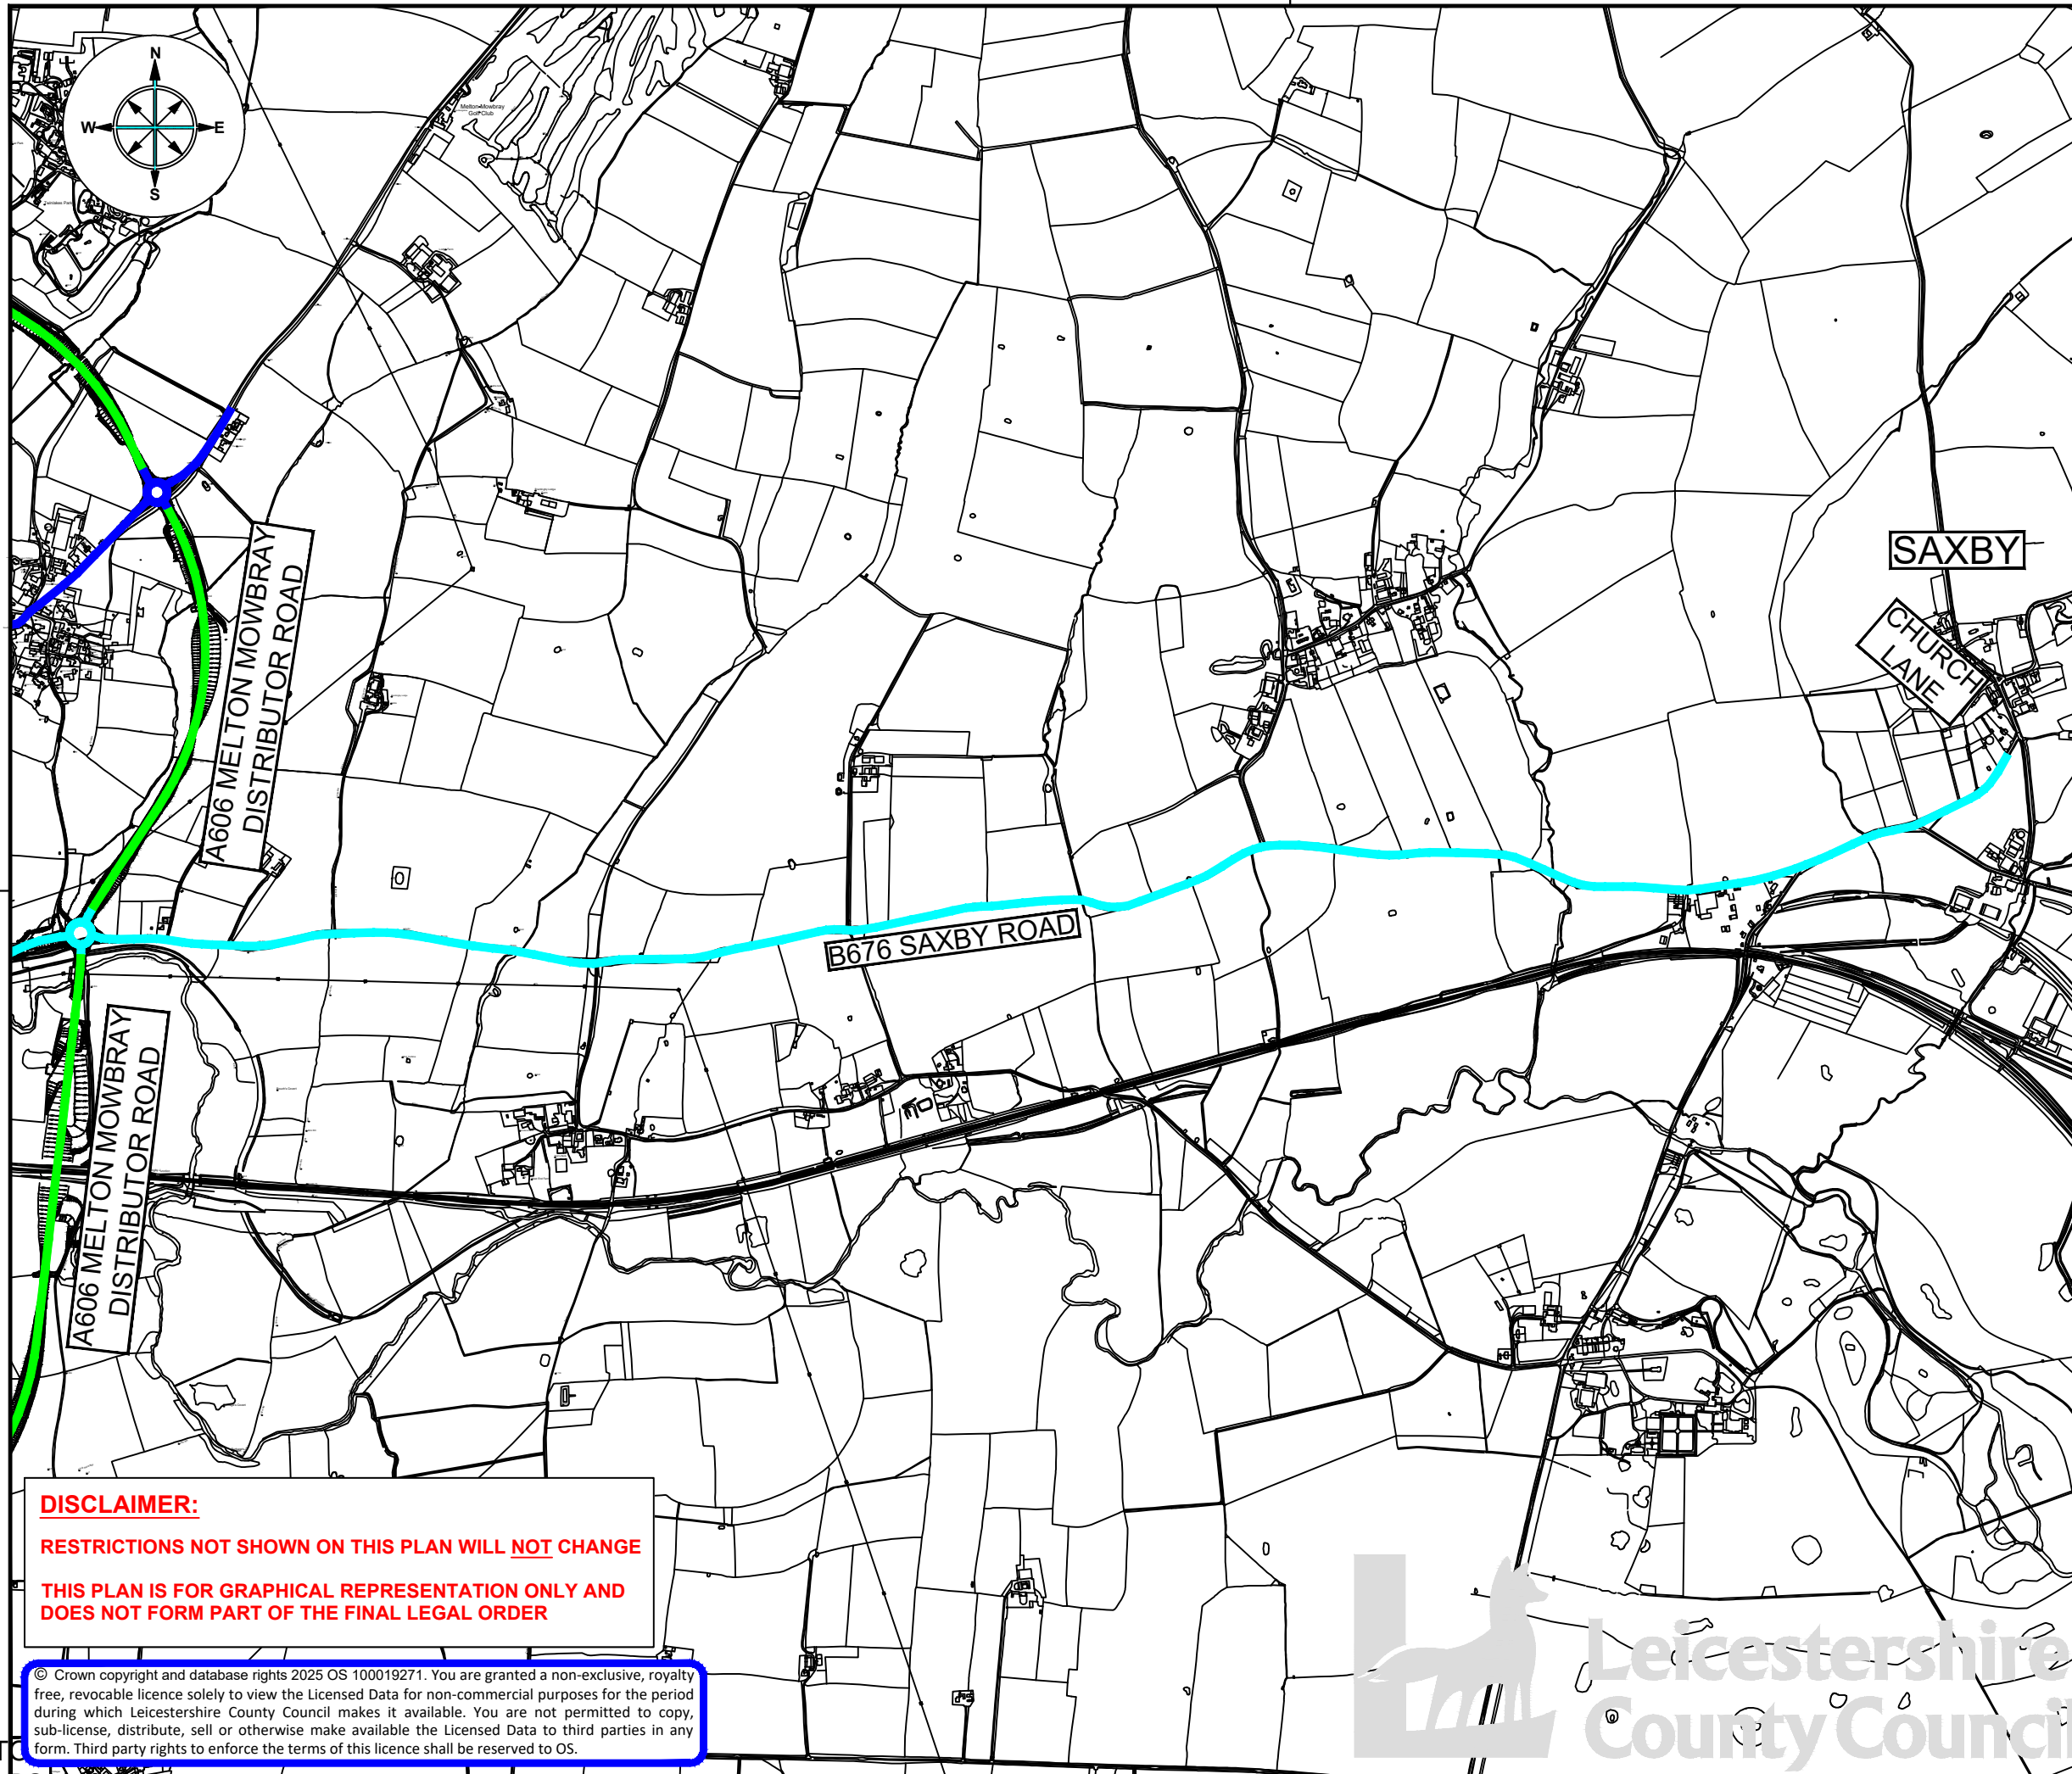 N
W
E
S
Melton Mowbray
Golf Club
SAXBY
CHURCH
LANE
A606 MELTON MOWBRAY
DISTRIBUTOR ROAD
B676 SAXBY ROAD
A606 MELTON MOWBRAY
DISTRIBUTOR ROAD
DISCLAIMER:
RESTRICTIONS NOT SHOWN ON THIS PLAN WILL NOT CHANGE
THIS PLAN IS FOR GRAPHICAL REPRESENTATION ONLY AND
DOES NOT FORM PART OF THE FINAL LEGAL ORDER
© Crown copyright and database rights 2025 OS 100019271. You are granted a non-exclusive, royalty
free, revocable licence solely to view the Licensed Data for non-commercial purposes for the period
during which Leicestershire County Council makes it available. You are not permitted to copy,
sub-license, distribute, sell or otherwise make available the Licensed Data to third parties in any
form. Third party rights to enforce the terms of this licence shall be reserved to OS.
Leicestershire
County Council